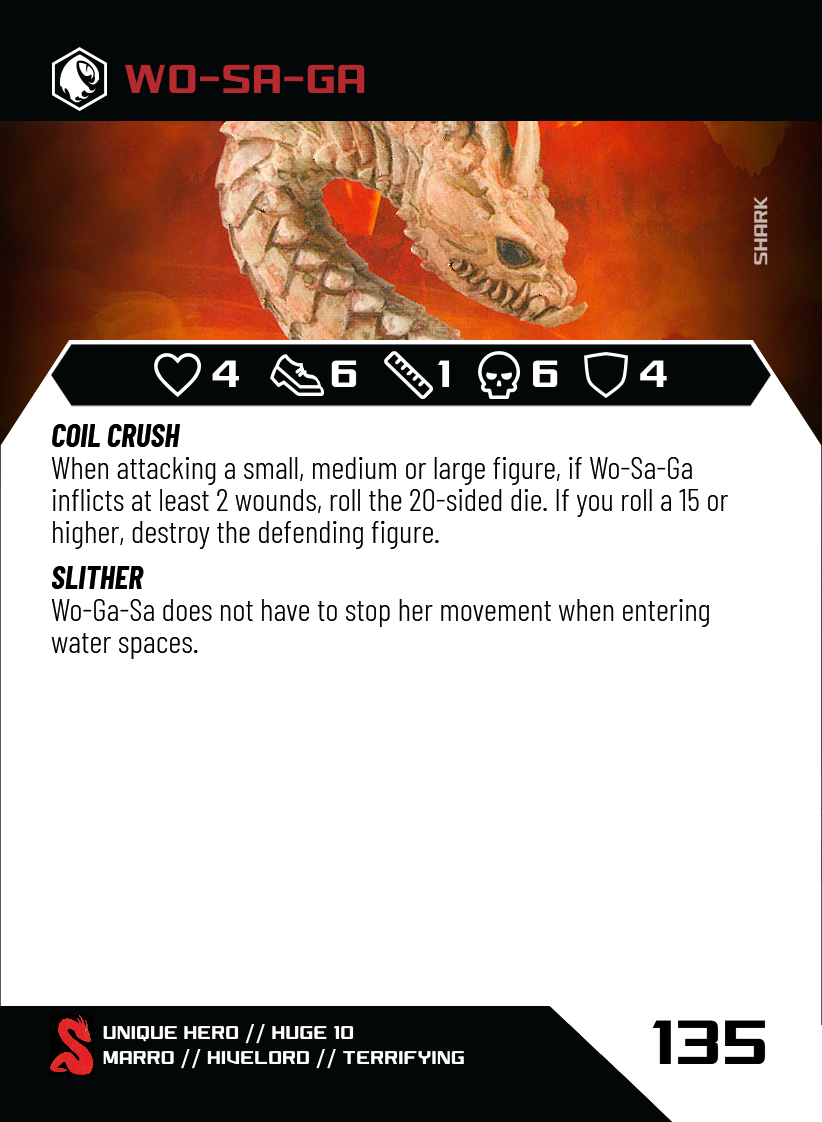 WO-SA-GA
SHARK
4 6 1 6 4
COIL CRUSH
When attacking a small, medium or large figure, if Wo-Sa-Ga
inflicts at least 2 wounds, roll the 20-sided die. If you roll a 15 or
higher, destroy the defending figure.
SLITHER
Wo-Ga-Sa does not have to stop her movement when entering
water spaces.
UNIQUE HERO // HUGE 10
MARRO // HIVELORD // TERRIFYING
135